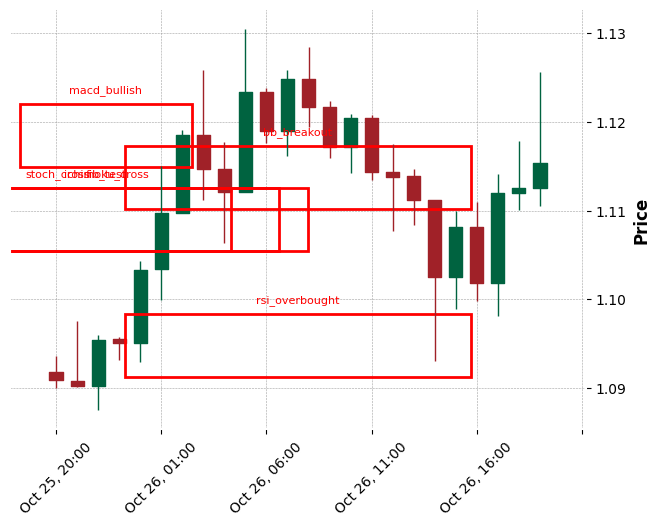 1.13
macd_bullish
1.12
bb_breakout
1.11
Price
1.10
rsi_overbought
1.09
Oct 25, 20:00
Oct 26, 01:00
Oct 26, 06:00
Oct 26, 11:00
Oct 26, 16:00